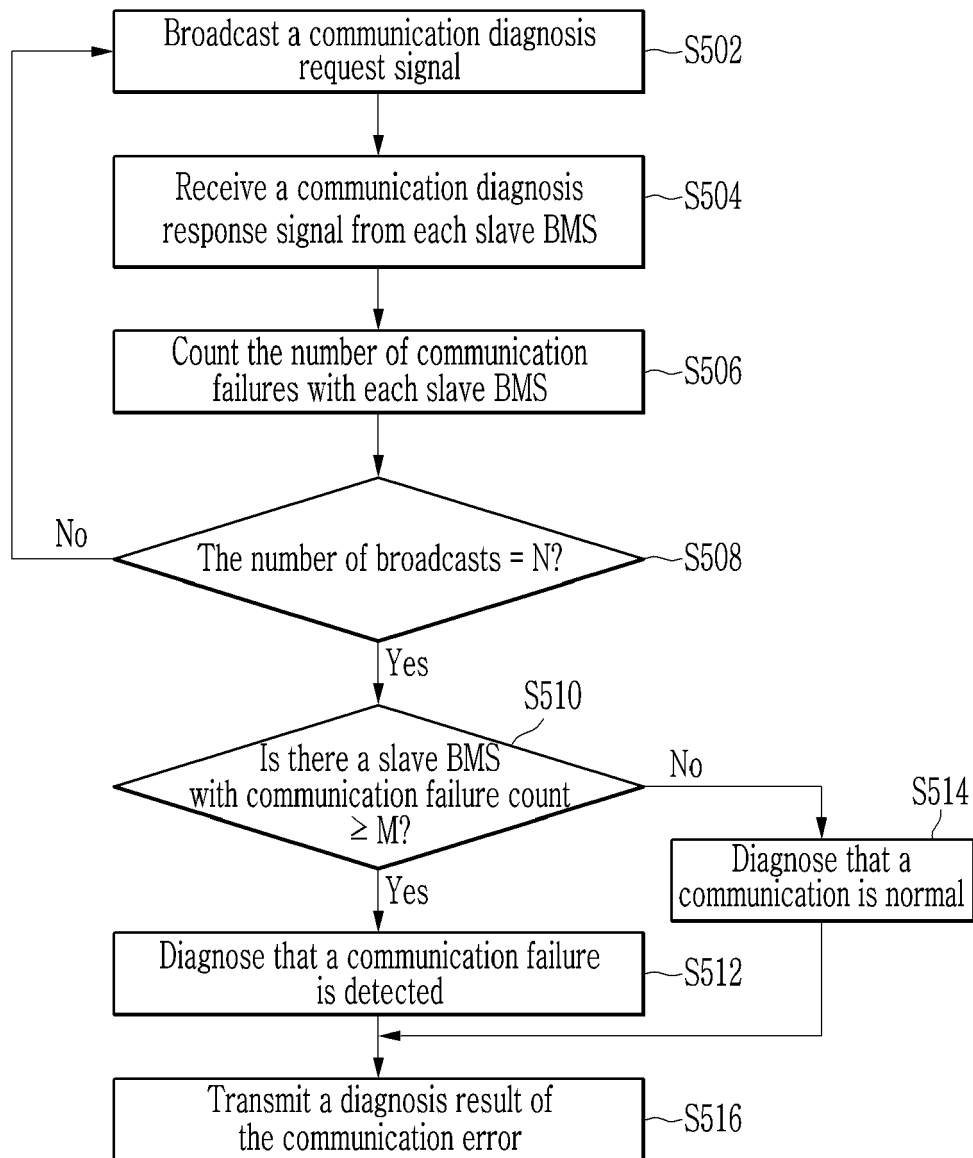 Broadcast a communication diagnosis
request signal
S502
Receive a communication diagnosis
response signal from each slave BMS
S504
Count the number of communication
failures with each slave BMS
S506
No
The number of broadcasts = N?
S508
Yes
S510
Is there a slave BMS
with communication failure count
≥ M?
No
S514
Diagnose that a
communication is normal
Yes
Diagnose that a communication failure
is detected
S512
Transmit a diagnosis result of
the communication error
S516